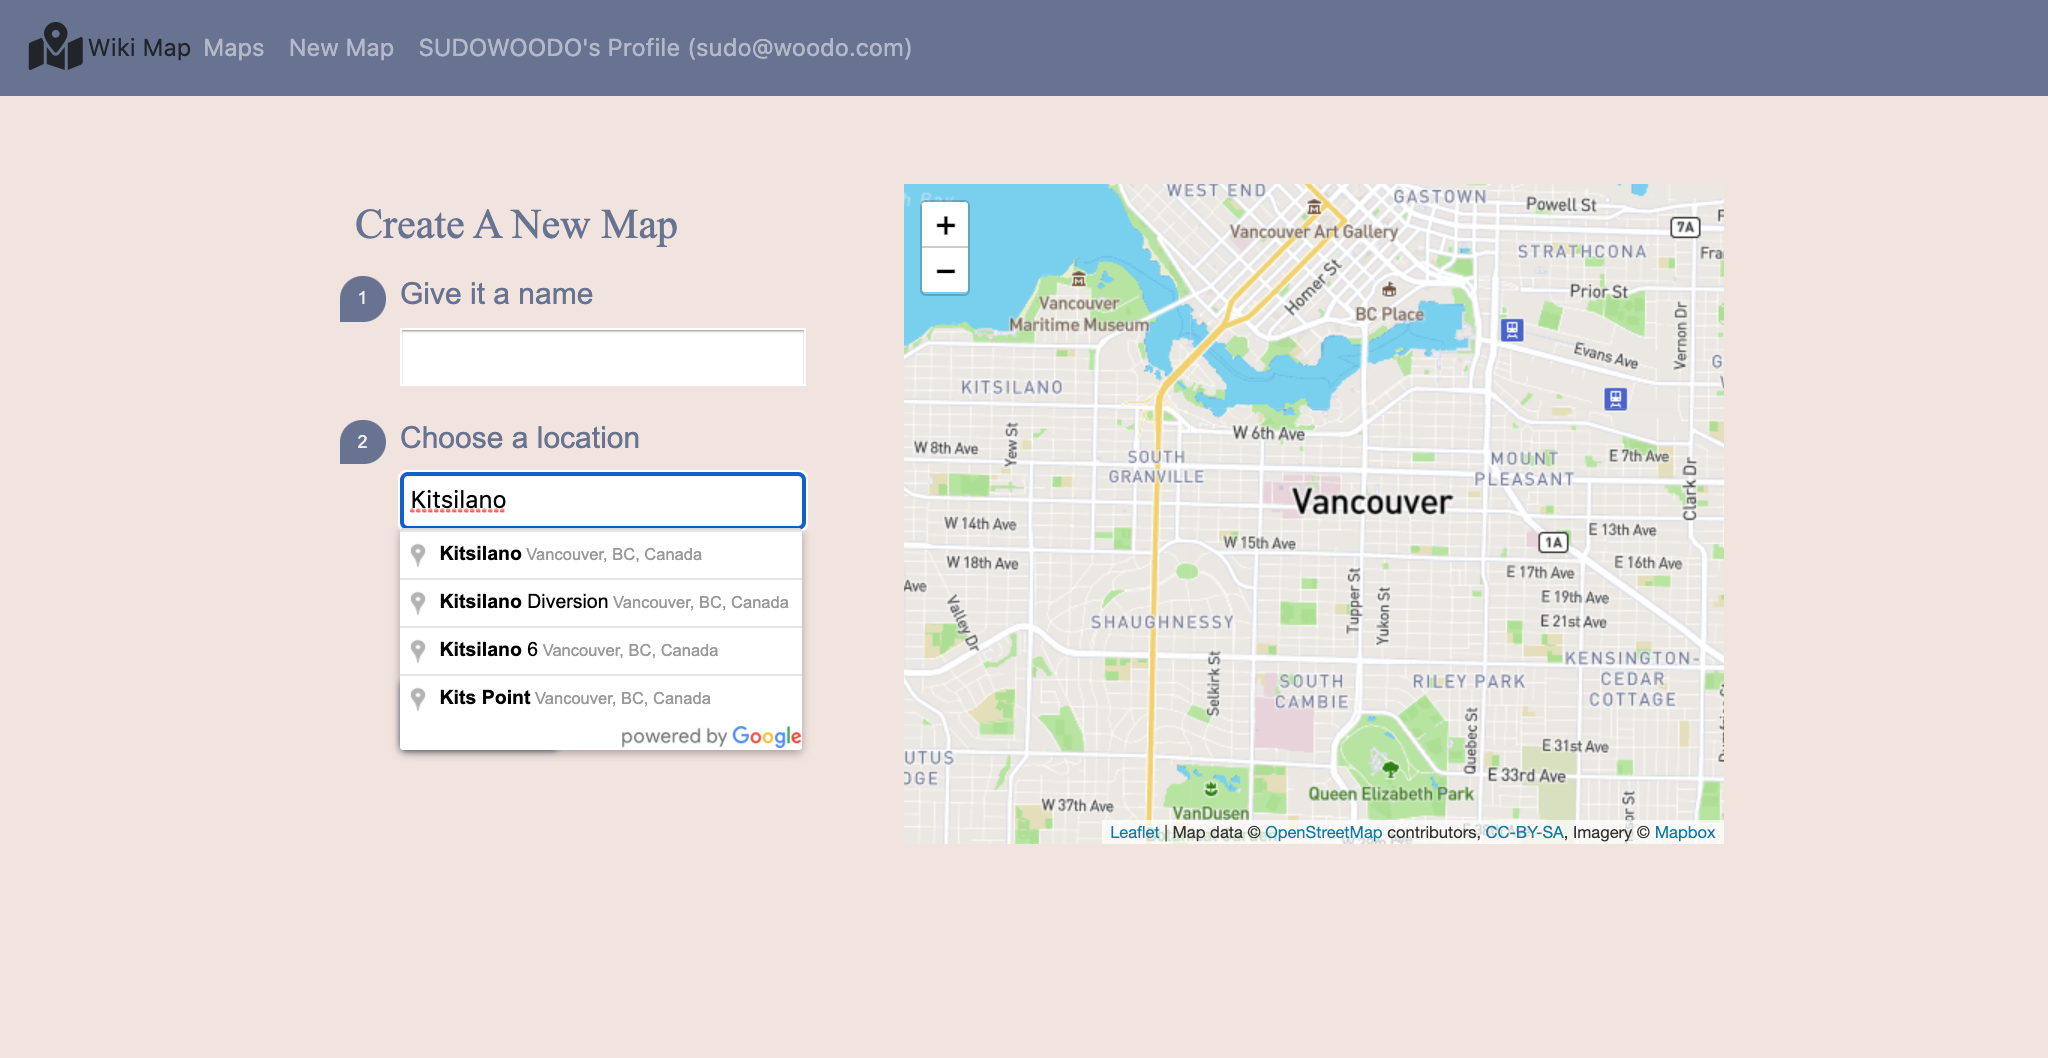 Wiki Map Maps New Map SUDOWOODO's Profile (sudo@woodo.com)
Create A New Map
1 Give it a name
2 Choose a location
Kitsilano
Kitsilano Vancouver, BC, Canada
Kitsilano Diversion Vancouver, BC, Canada
Kitsilano 6 Vancouver, BC, Canada
Kits Point Vancouver, BC, Canada
powered by Google
+
−
WEST END
GASTOWN
Powell St
7A
Vancouver Art Gallery
STRATHCONA
Fra
Homer St
Prior St
Vancouver
Maritime Museum
BC Place
Vernon Dr
Evans Ave
KITSILANO
W 8th Ave
Yew St
W 6th Ave
SOUTH
GRANVILLE
MOUNT
PLEASANT
E 7th Ave
Clark Dr
Vancouver
W 14th Ave
E 13th Ave
W 15th Ave
1A
W 18th Ave
E 16th Ave
E 17th Ave
Ave
Valley Dr
Tupper St
Yukon St
E 19th Ave
E 21st Ave
SHAUGHNESSY
Selkirk St
SOUTH
CAMBIE
RILEY PARK
KENSINGTON-
CEDAR
COTTAGE
Quebec St
E 31st Ave
UTUS
DGE
E 33rd Ave
Queen Elizabeth Park
W 37th Ave
VanDusen
Leaflet | Map data © OpenStreetMap contributors, CC-BY-SA, Imagery © Mapbox